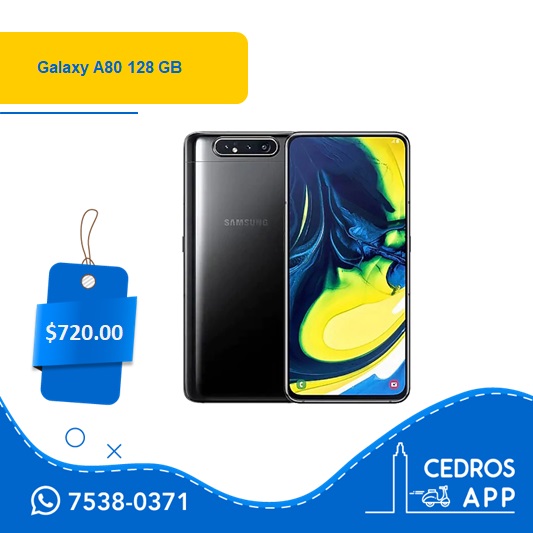 Galaxy A80 128 GB
SAMSUNG
$720.00
7538-0371
CEDROS
APP